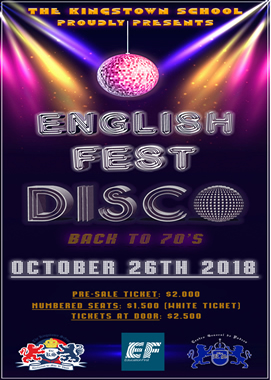 THE KINGSTOWN SCHOOL
PROUDLY PRESENTS
ENGLISH
FEST
DISCO
BACK TO 70'S
OCTOBER 26TH 2018
PRE-SALE TICKET: $2.000
NUMBERED SEATS: $1.500 (WHITE TICKET)
TICKETS AT DOOR: $2.500
EF